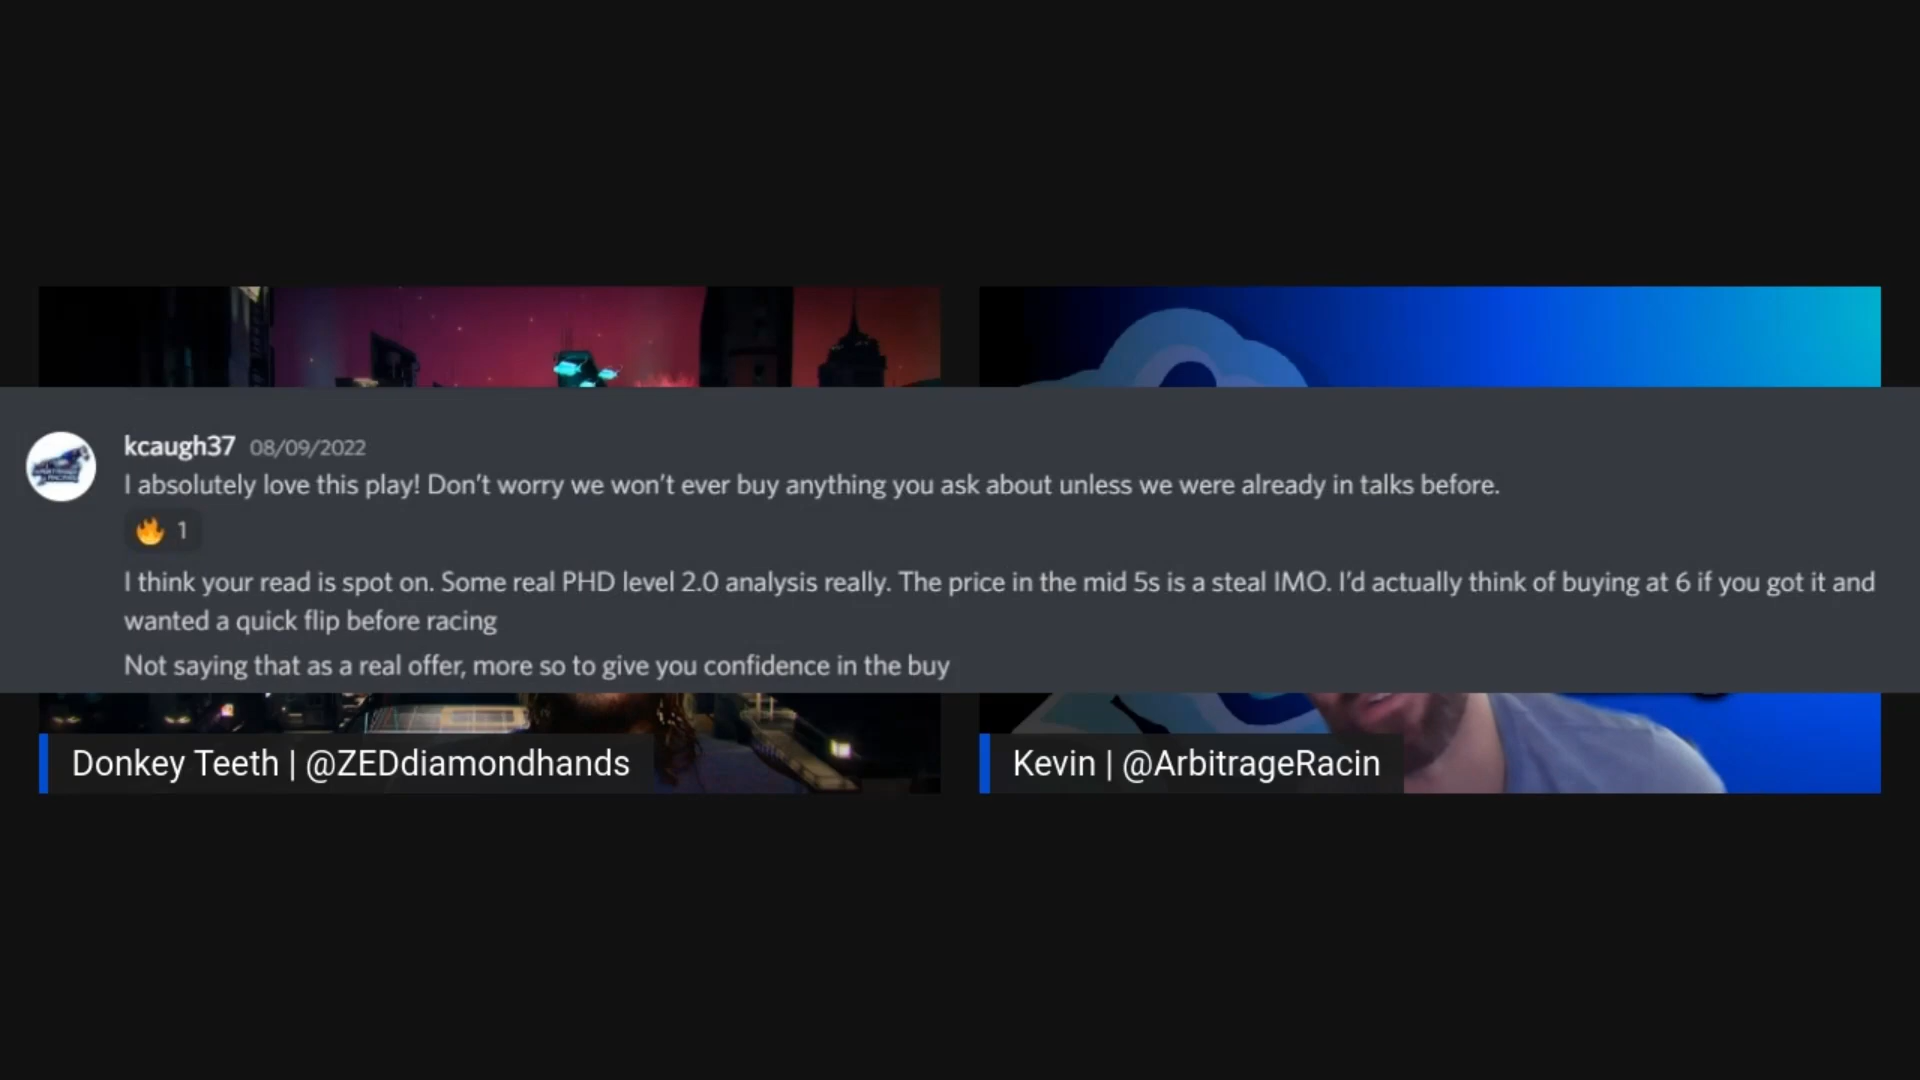 kcaugh37 08/09/2022
I absolutely love this play! Don’t worry we won’t ever buy anything you ask about unless we were already in talks before.
🔥 1
I think your read is spot on. Some real PHD level 2.0 analysis really. The price in the mid 5s is a steal IMO. I’d actually think of buying at 6 if you got it and
wanted a quick flip before racing
Not saying that as a real offer, more so to give you confidence in the buy
Donkey Teeth | @ZEDdiamondhands
Kevin | @ArbitrageRacin